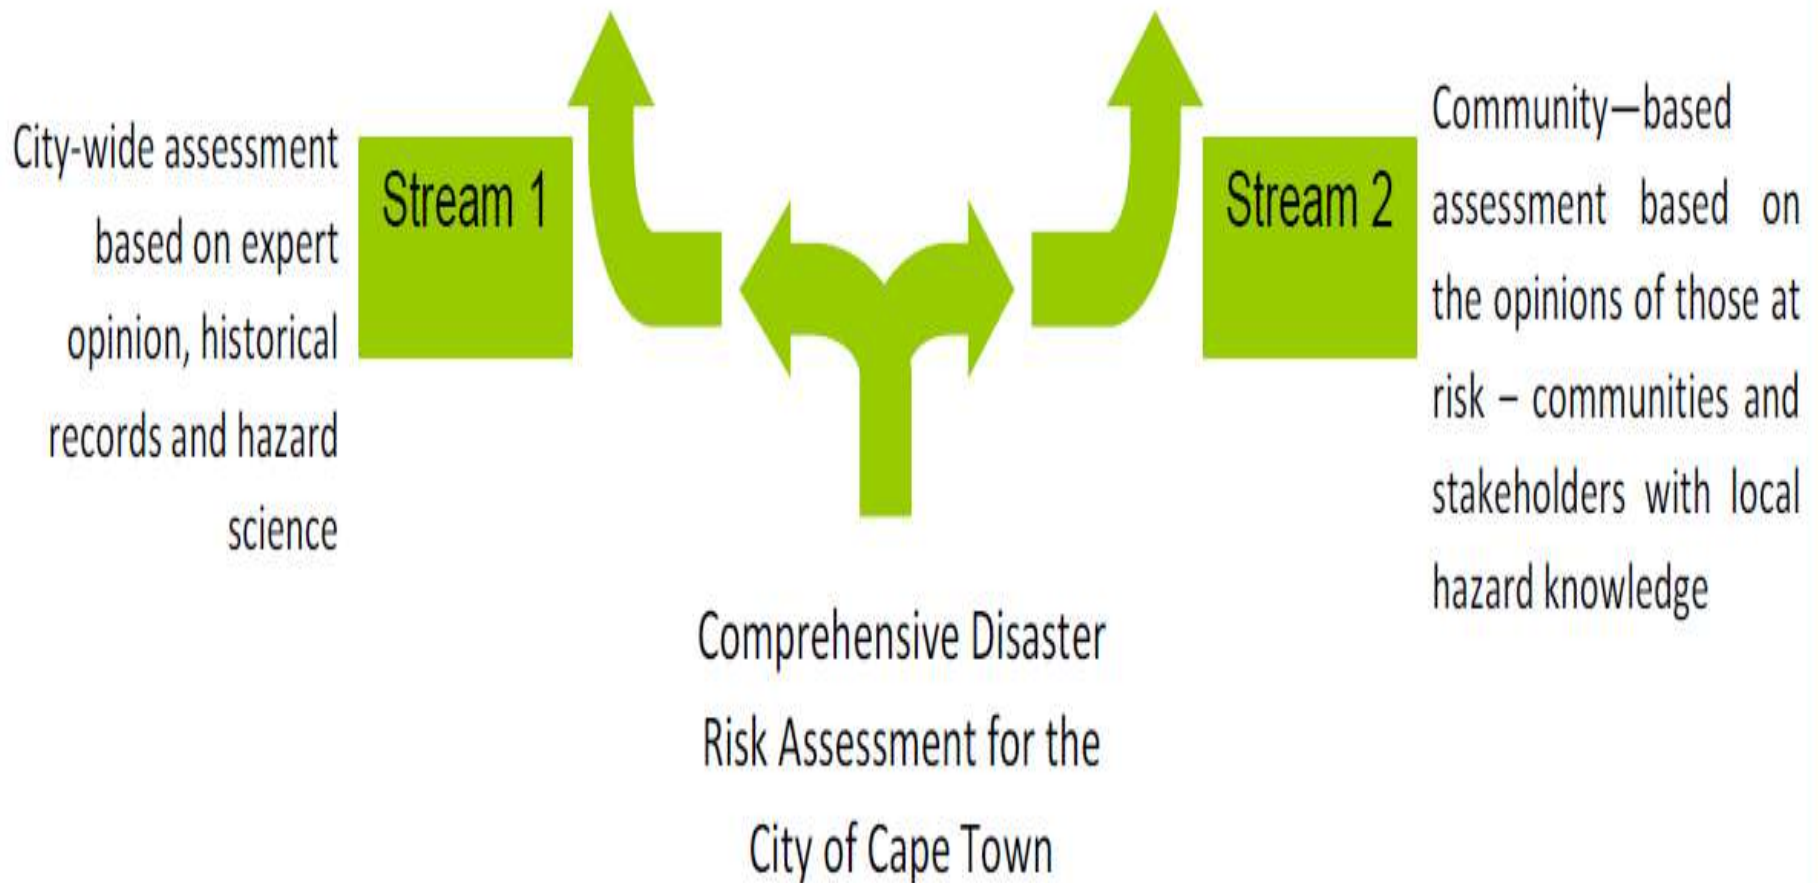 City-wide assessment
based on expert
opinion, historical
records and hazard
science
Stream 1
Stream 2
Community—based
assessment based on
the opinions of those at
risk – communities and
stakeholders with local
hazard knowledge
Comprehensive Disaster
Risk Assessment for the
City of Cape Town